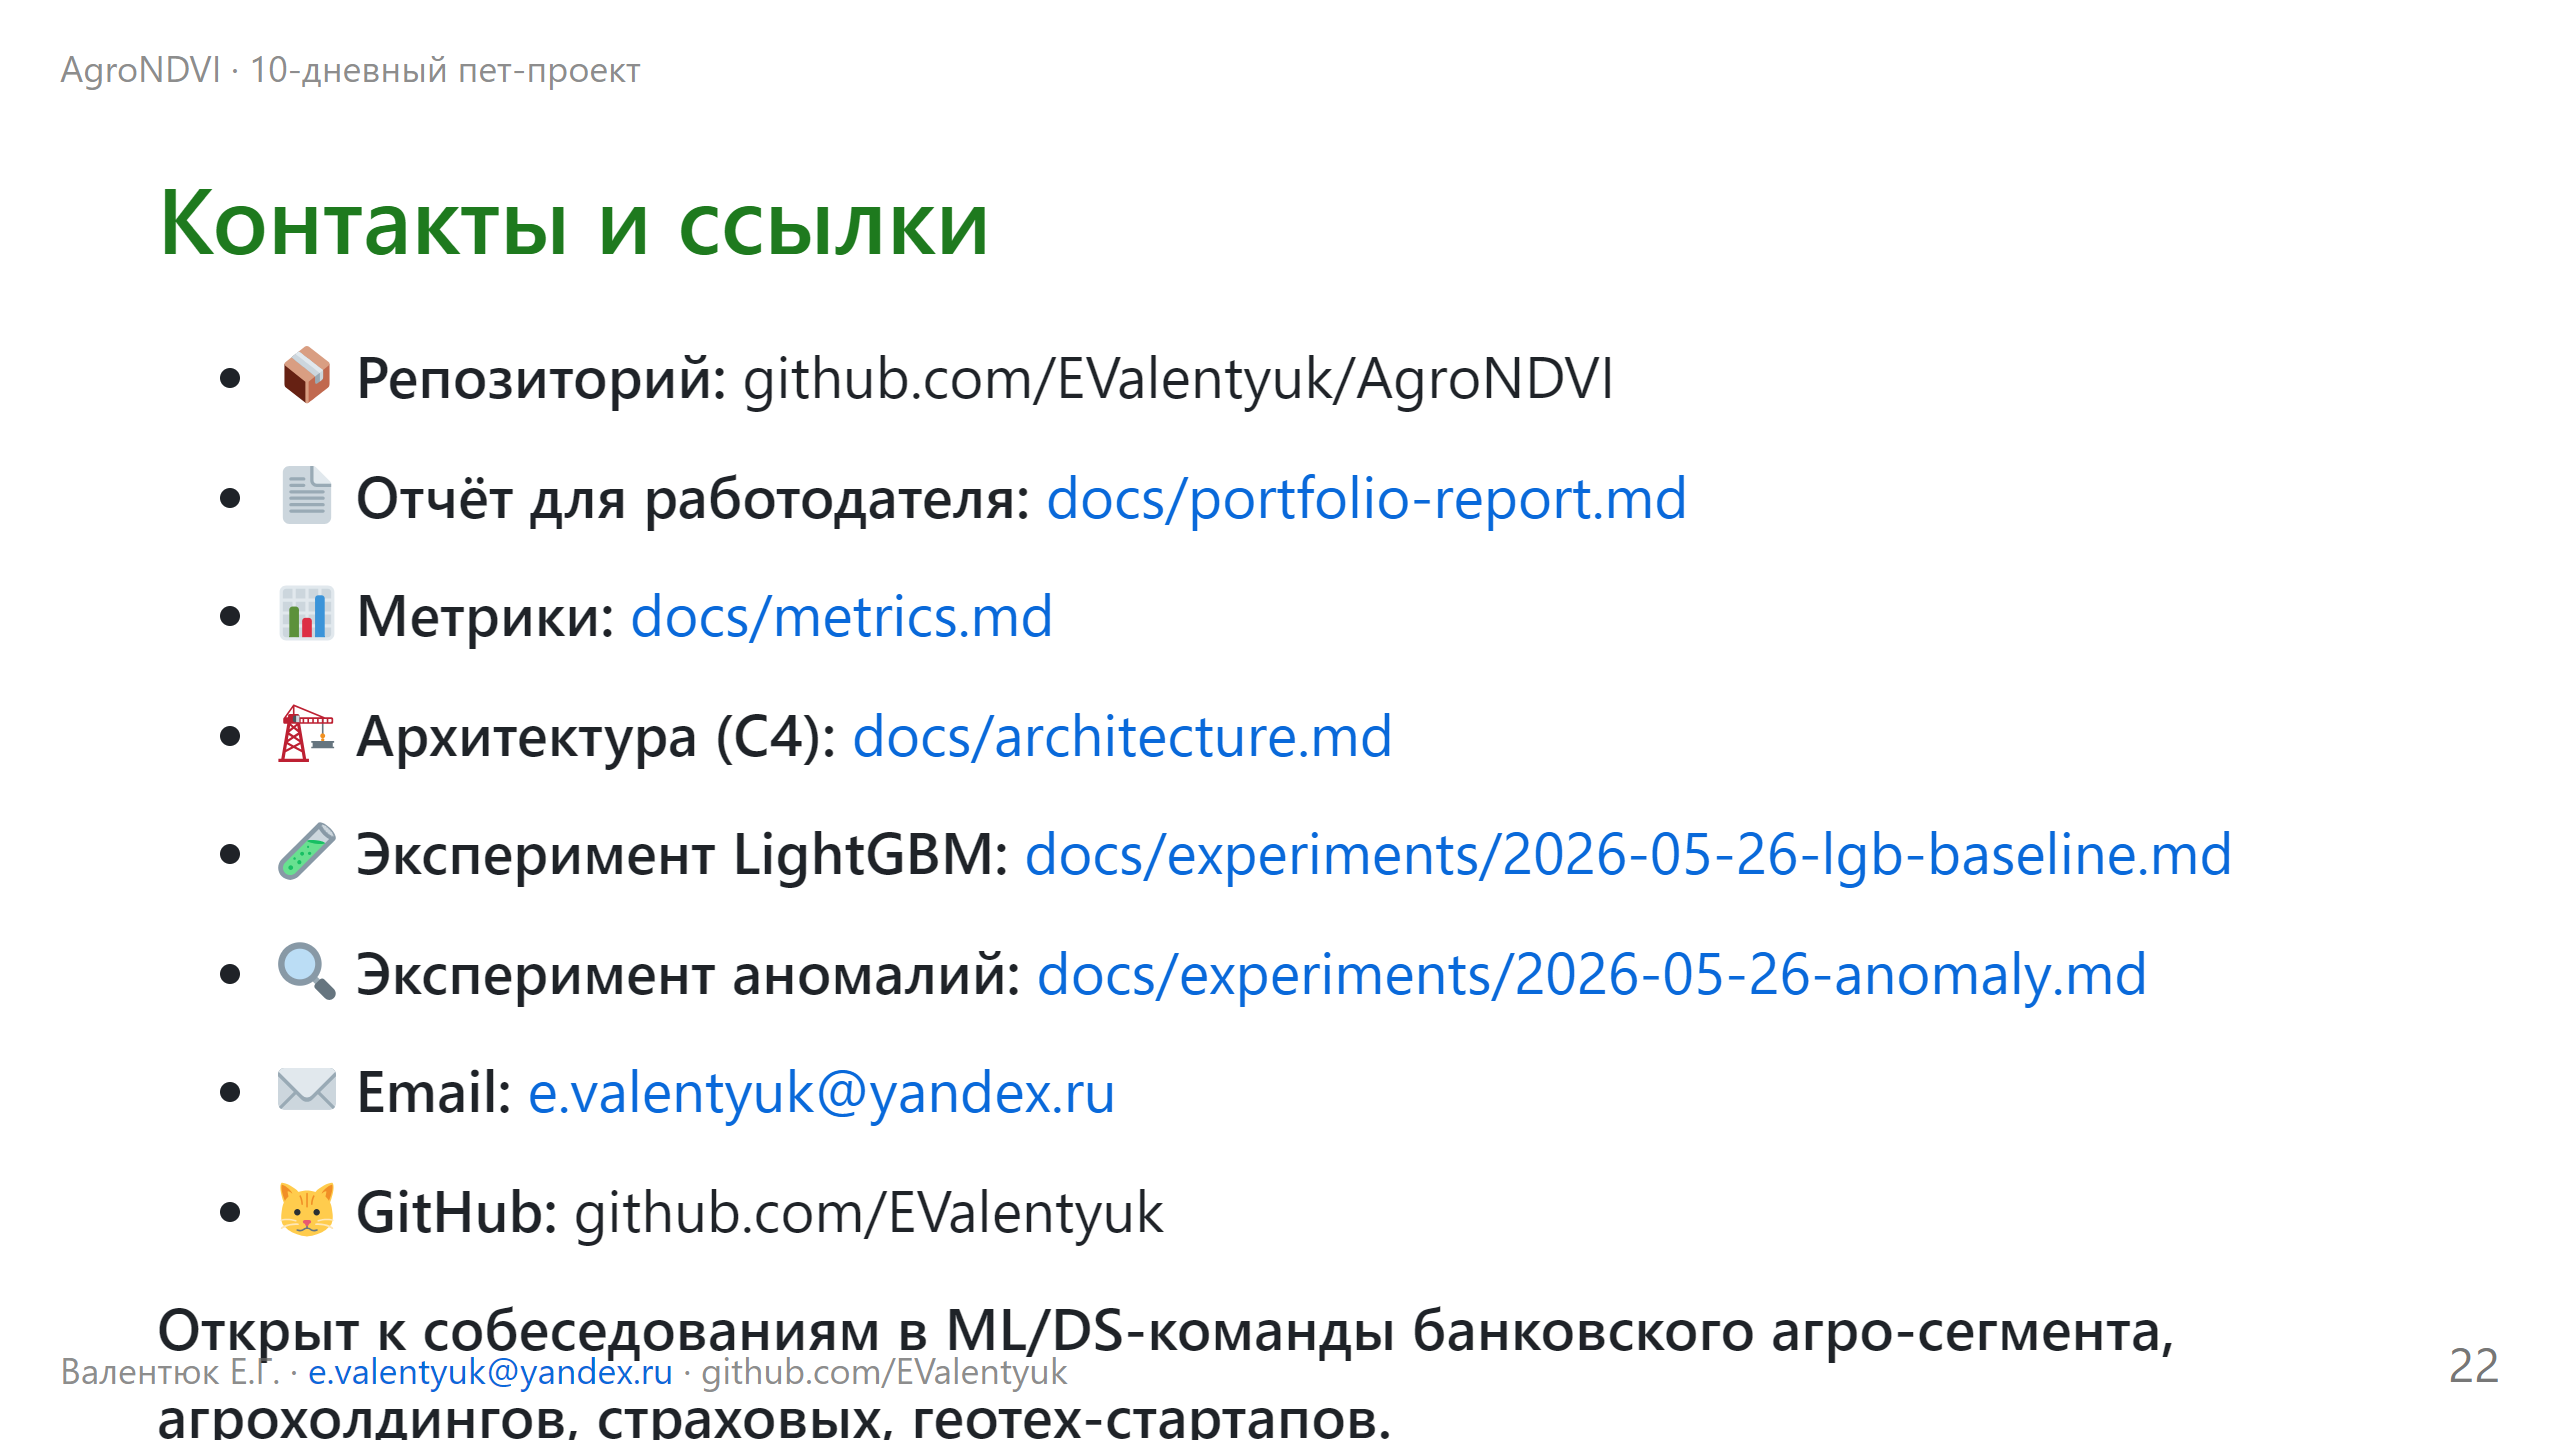 AgroNDVI · 10-дневный пет-проект
Контакты и ссылки
• 📦 Репозиторий: github.com/EValentyuk/AgroNDVI
• 📄 Отчёт для работодателя: docs/portfolio-report.md
• 📊 Метрики: docs/metrics.md
• 🏗️ Архитектура (C4): docs/architecture.md
• 🧪 Эксперимент LightGBM: docs/experiments/2026-05-26-lgb-baseline.md
• 🔍 Эксперимент аномалий: docs/experiments/2026-05-26-anomaly.md
• ✉️ Email: e.valentyuk@yandex.ru
• 🐱 GitHub: github.com/EValentyuk
Открыт к собеседованиям в ML/DS-команды банковского агро-сегмента,
агрохолдингов, страховых, геотех-стартапов.
Валентюк Е.Г. · e.valentyuk@yandex.ru · github.com/EValentyuk
22